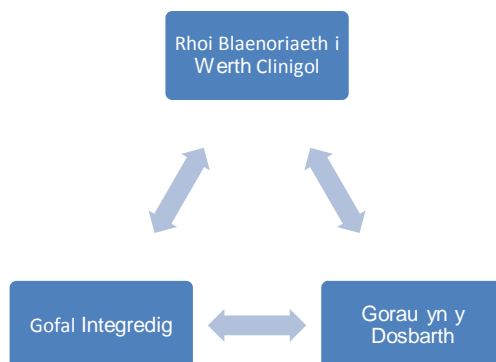 Rhoi Blaenoriaeth i
Werth Clinigol
Gofal Integredig
Gorau yn y
Dosbarth